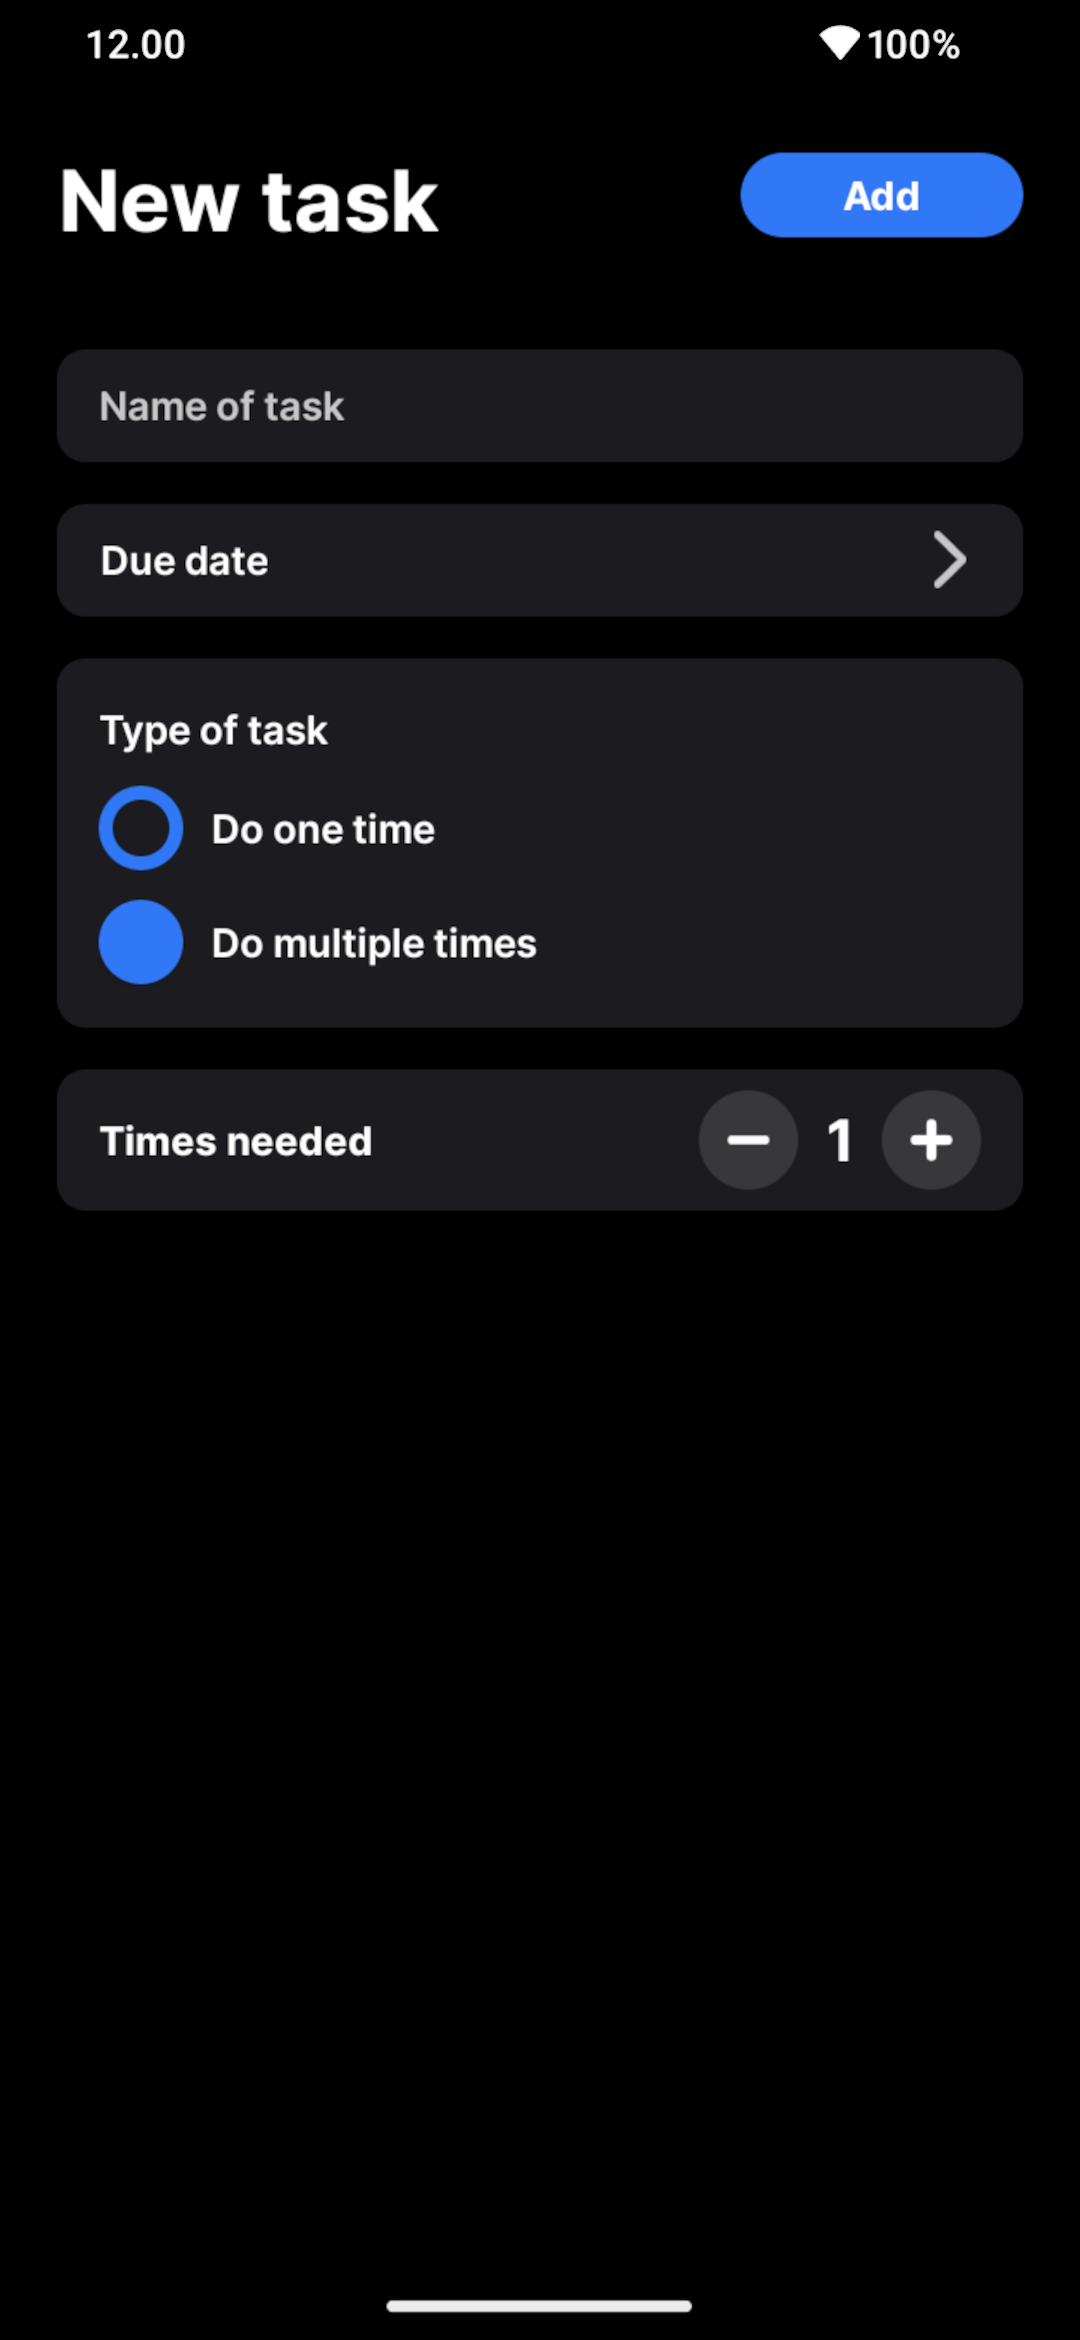 12.00 100%
New task
Add
Name of task
Due date
Type of task
Do one time
Do multiple times
Times needed 1